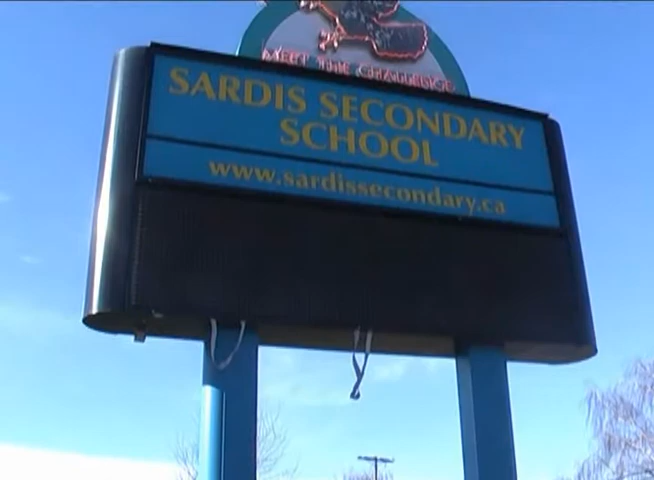 MEET THE CHALLENGE
SARDIS SECONDARY
SCHOOL
www.sardissecondary.ca